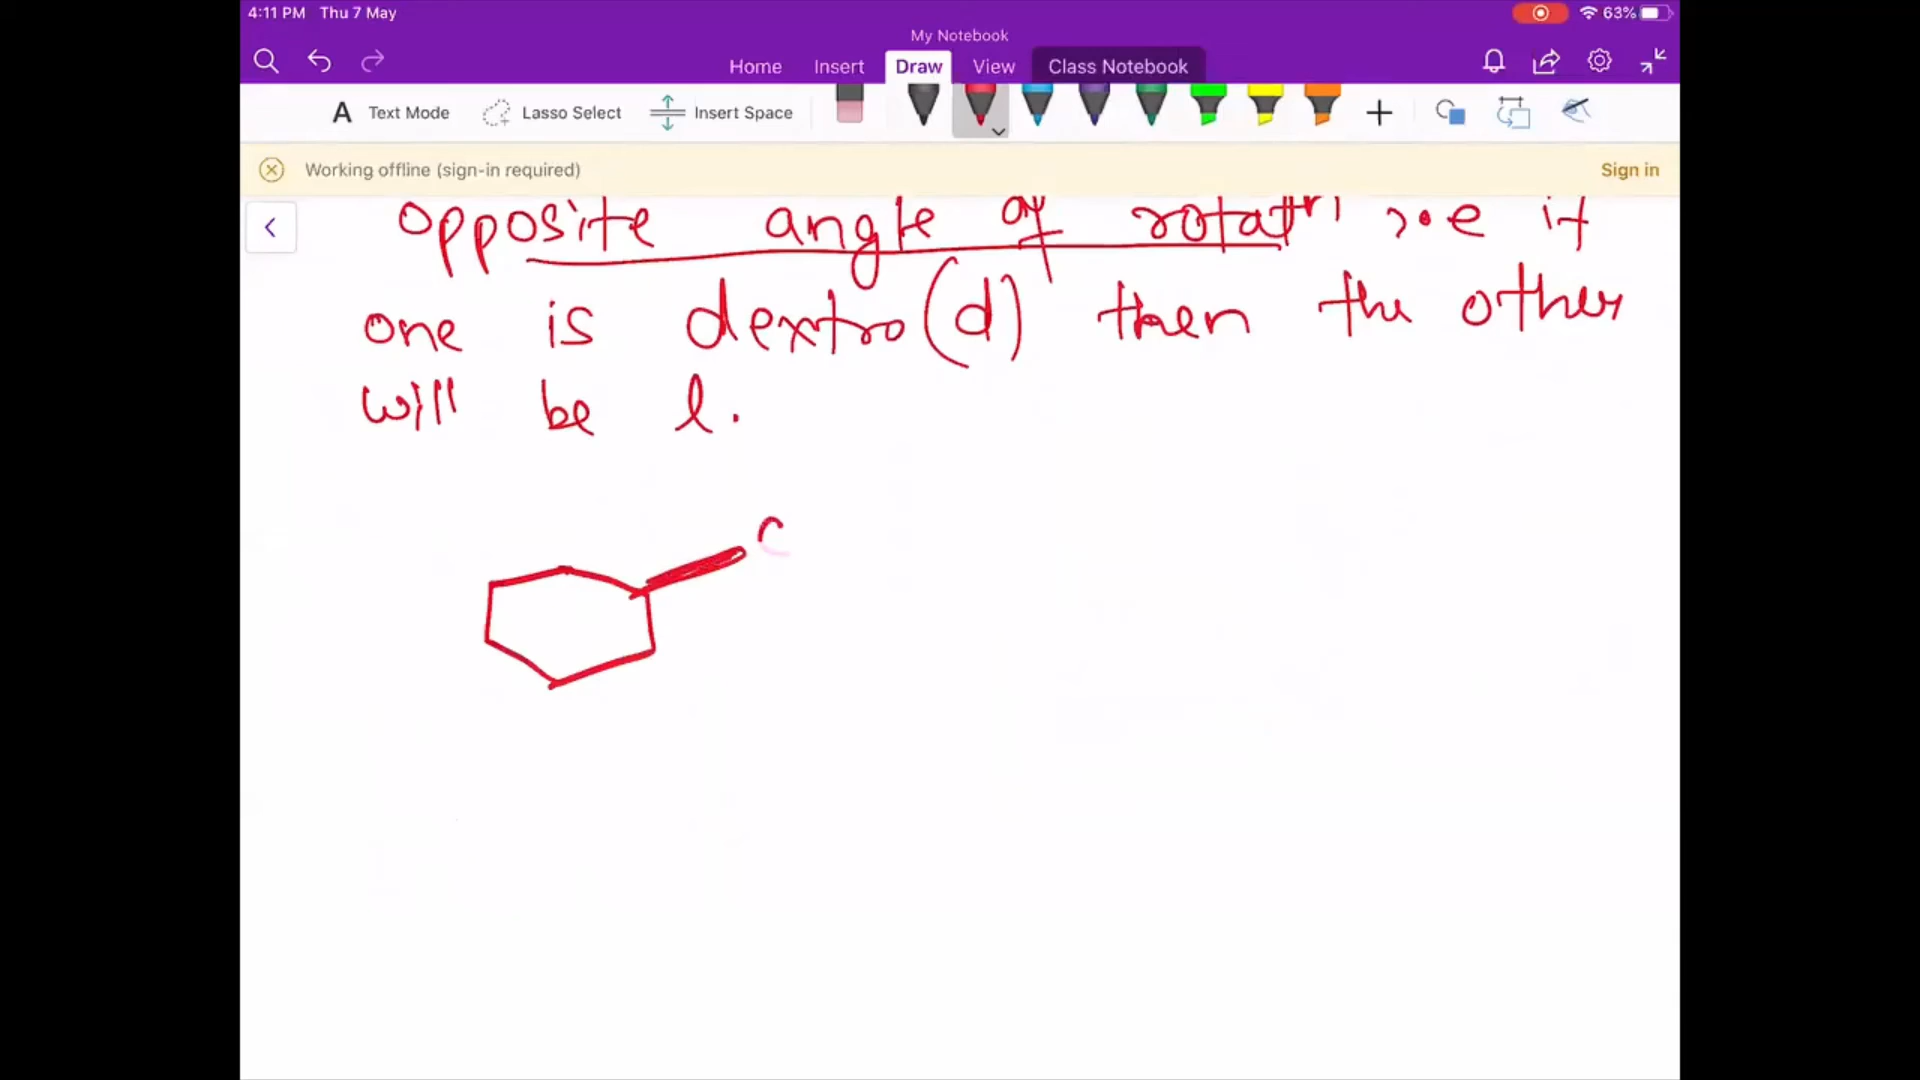 4:11 PM Thu 7 May 63%
My Notebook
Home Insert Draw View Class Notebook
A Text Mode Lasso Select Insert Space
Working offline (sign-in required) Sign in
opposite angle of rotatn i.e if
one is dextro (d) then the other
will be l.
C